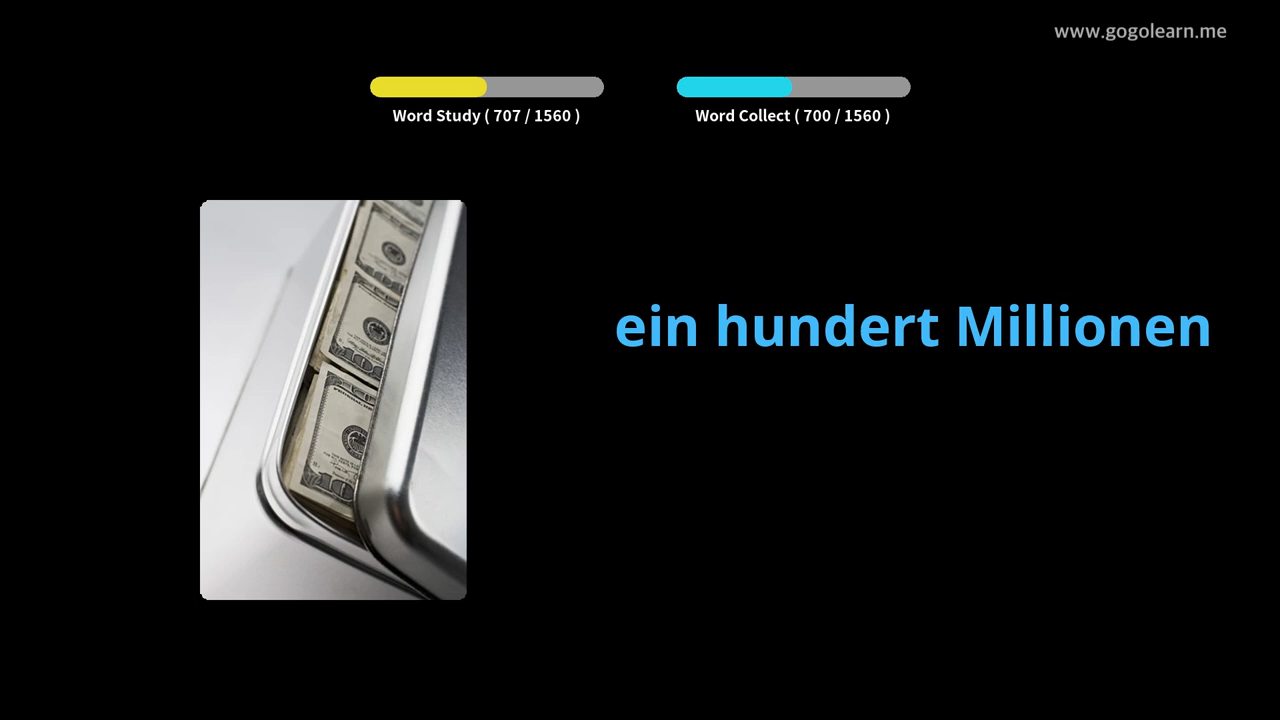 www.gogolearn.me
Word Study ( 707 / 1560 )
Word Collect ( 700 / 1560 )
ein hundert Millionen